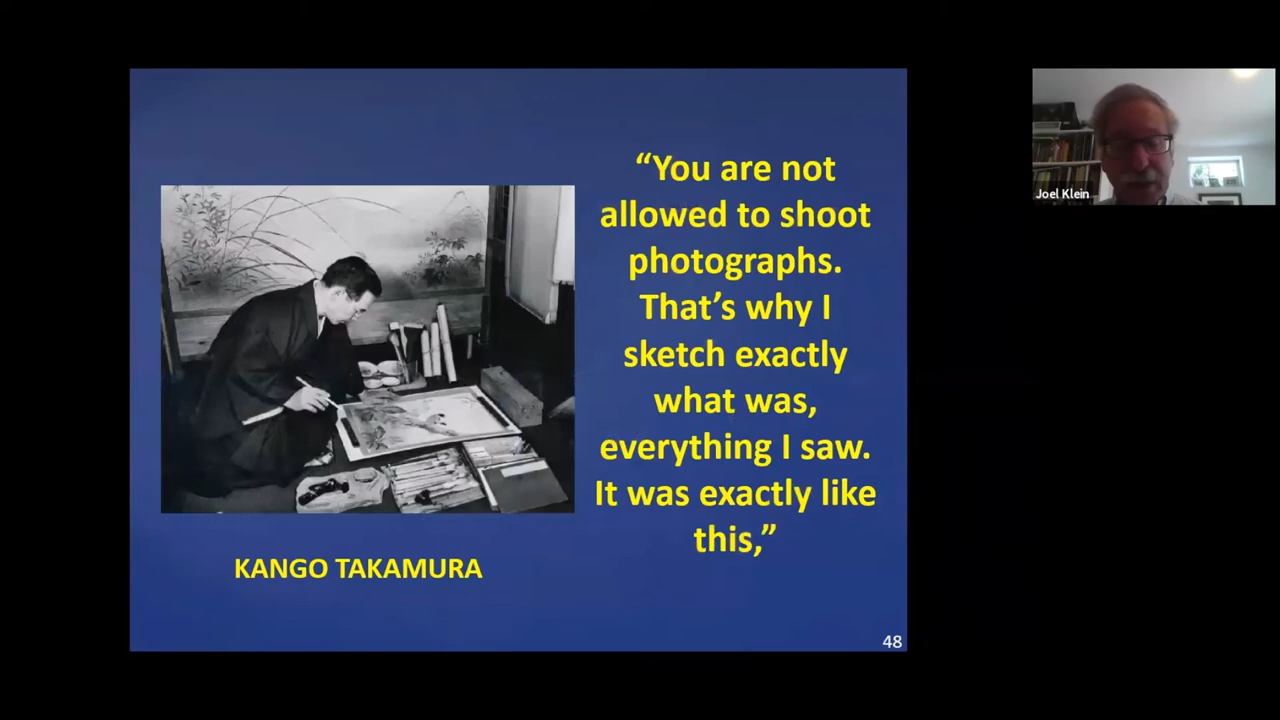 “You are not
allowed to shoot
photographs.
That’s why I
sketch exactly
what was,
everything I saw.
It was exactly like
this,”
KANGO TAKAMURA
48
Joel Klein